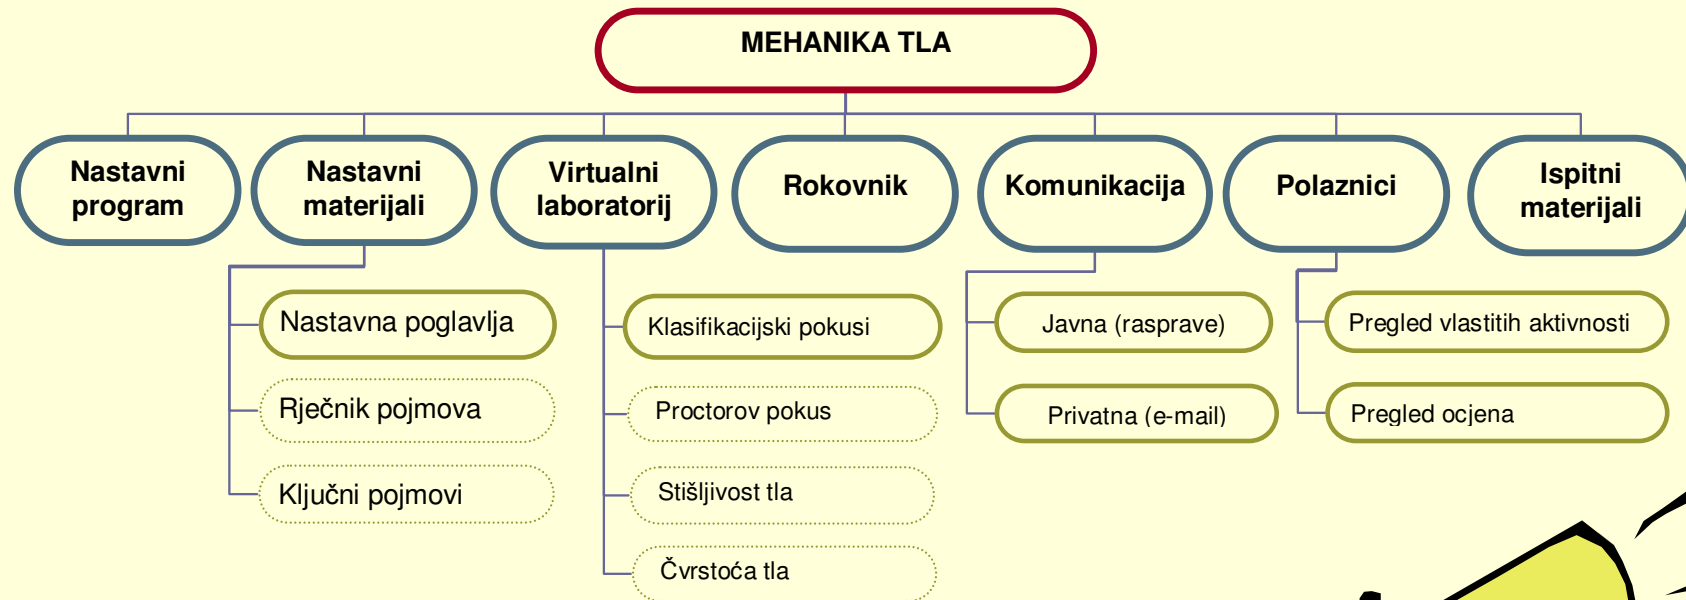 MEHANIKA TLA
Nastavni
program
Nastavni
materijali
Virtualni
laboratorij
Rokovnik
Komunikacija
Polaznici
Ispitni
materijali
Nastavna poglavlja
Rječnik pojmova
Ključni pojmovi
Klasifikacijski pokusi
Proctorov pokus
Stišljivost tla
Čvrstoća tla
Javna (rasprave)
Privatna (e-mail)
Pregled vlastitih aktivnosti
Pregled ocjena